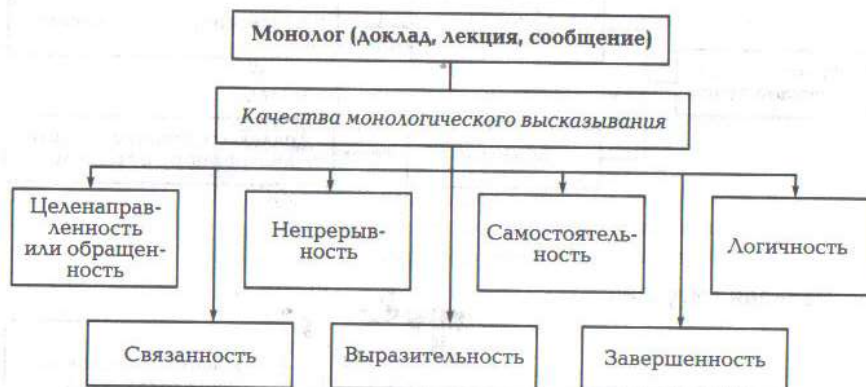 Монолог (доклад, лекция, сообщение)
Качества монологического высказывания
Целенаправ-
ленность
или обращен-
ность
Непрерыв-
ность
Самостоятель-
ность
Логичность
Связанность
Выразительность
Завершенность